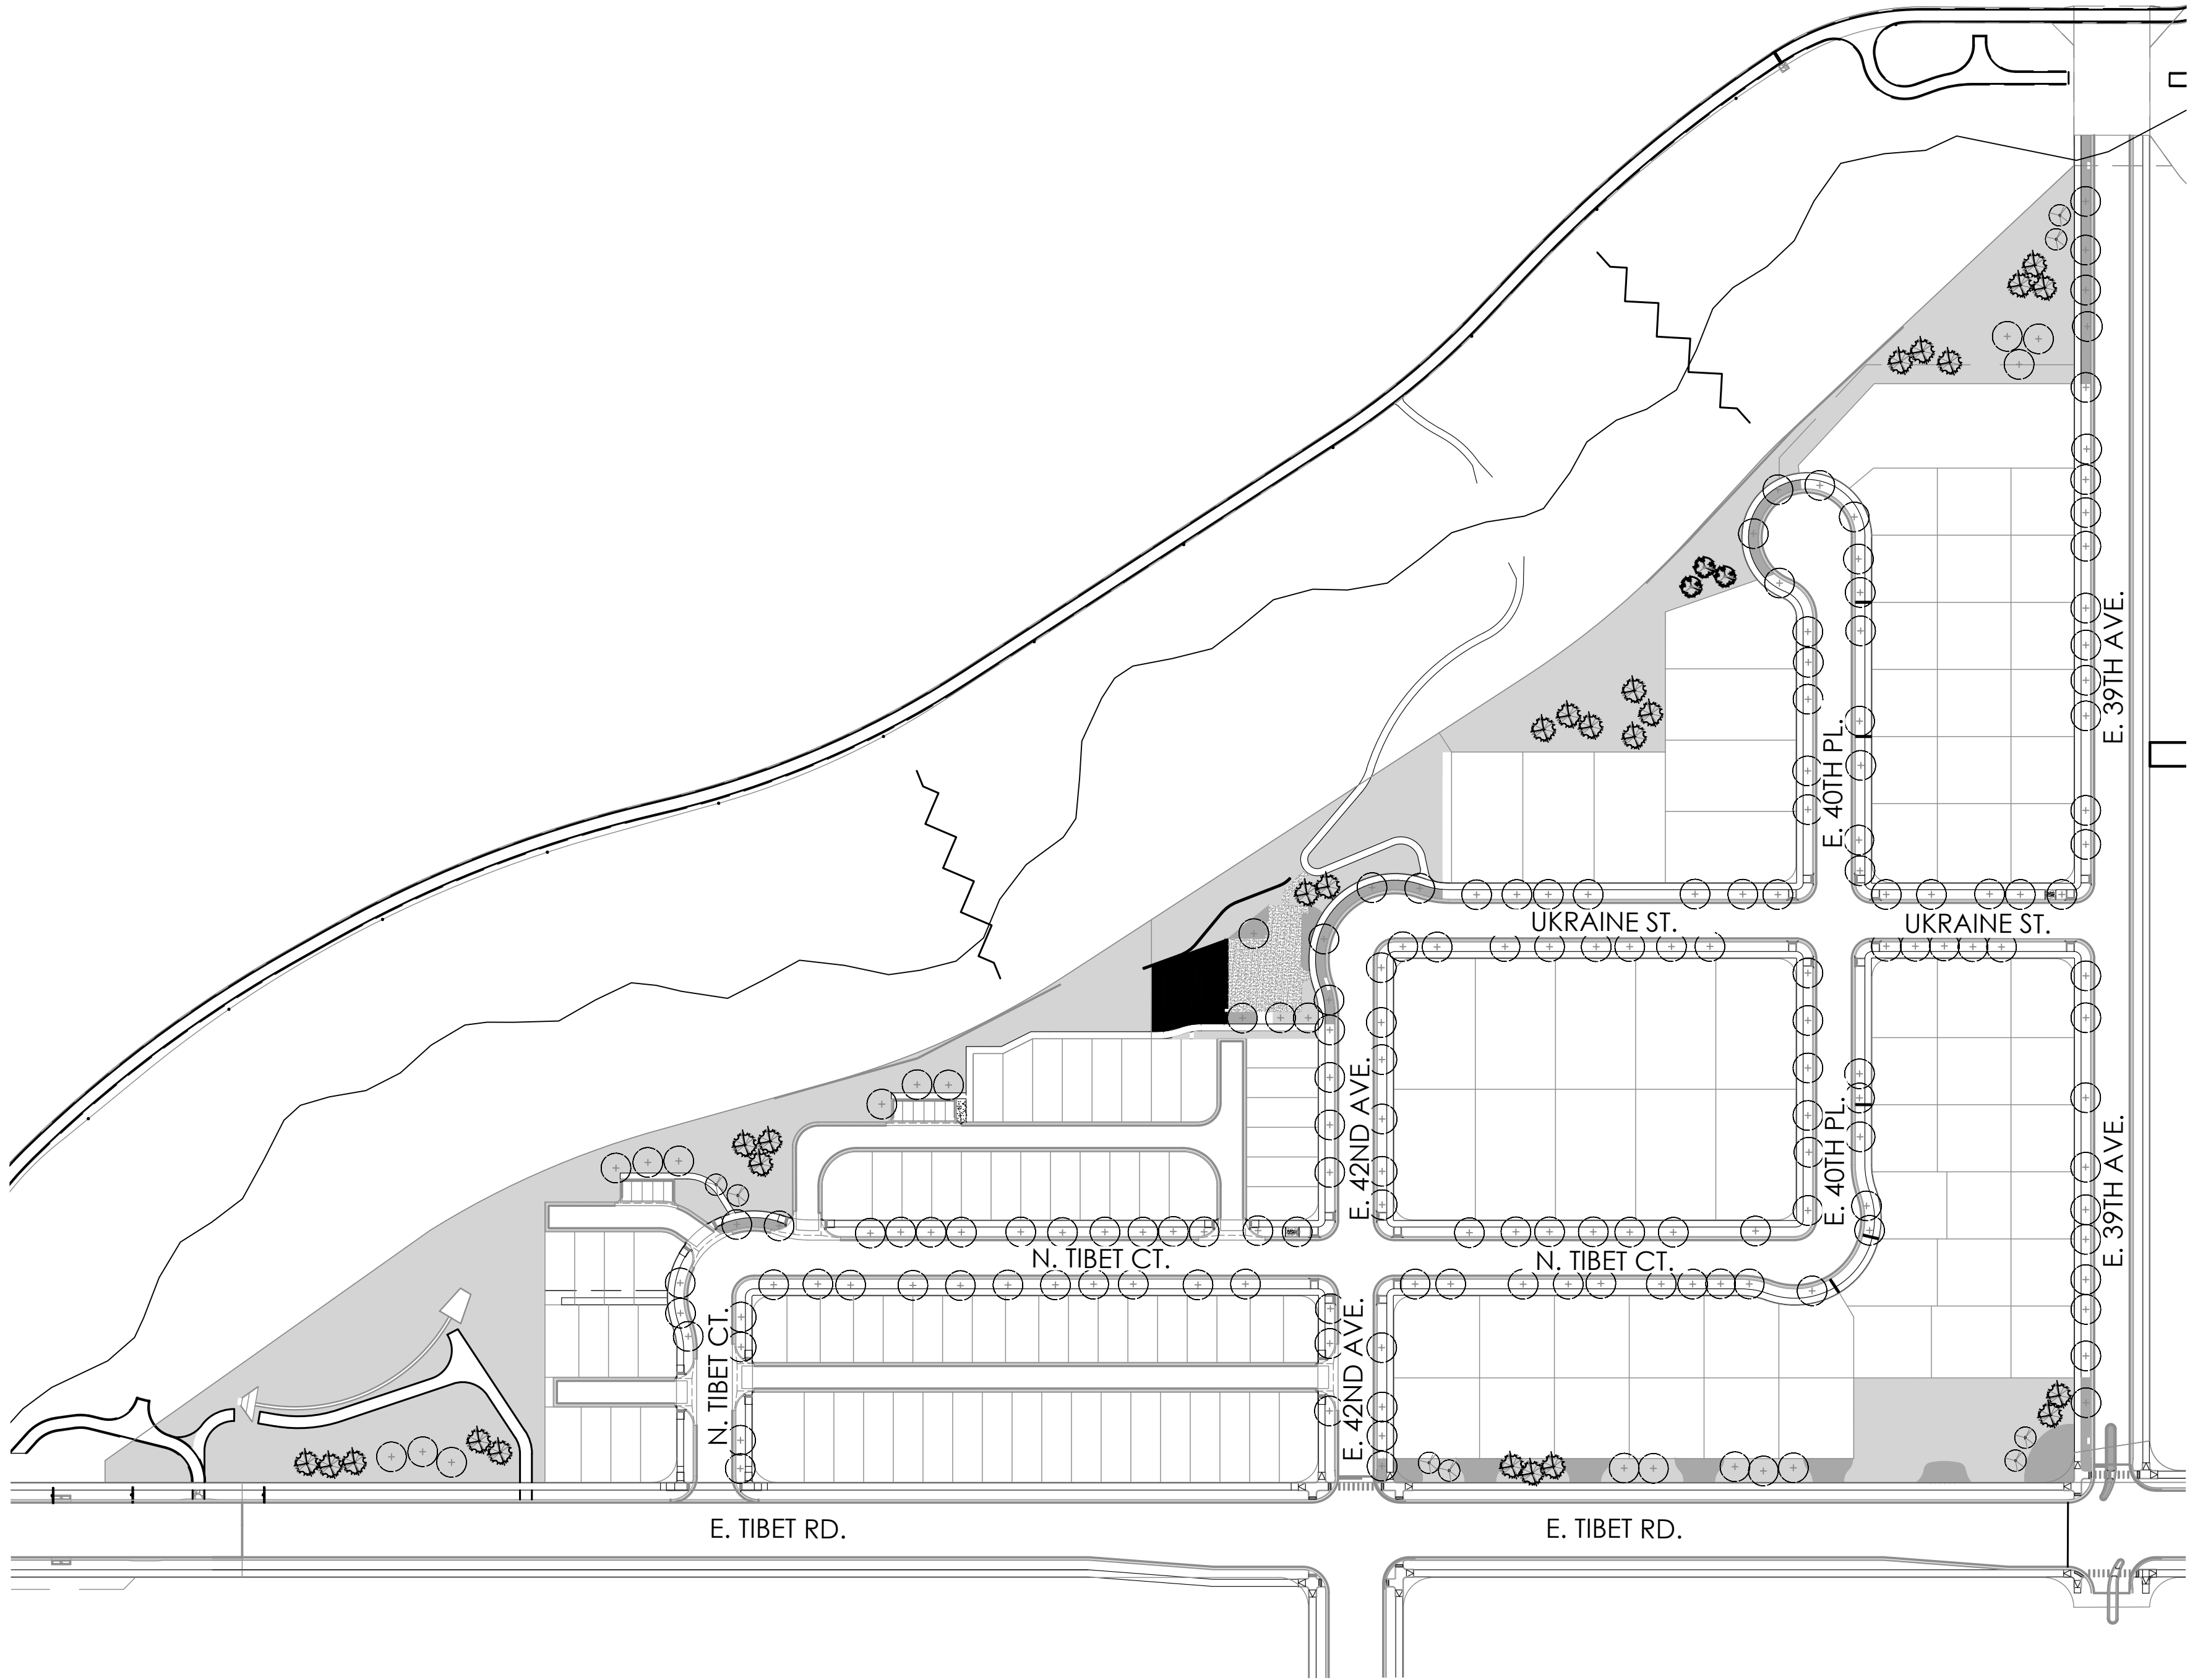 E. 39TH AVE.
E. 40TH PL.
UKRAINE ST.
UKRAINE ST.
E. 42ND AVE.
E. 40TH PL.
E. 39TH AVE.
N. TIBET CT.
N. TIBET CT.
N. TIBET CT.
E. 42ND AVE.
E. TIBET RD.
E. TIBET RD.